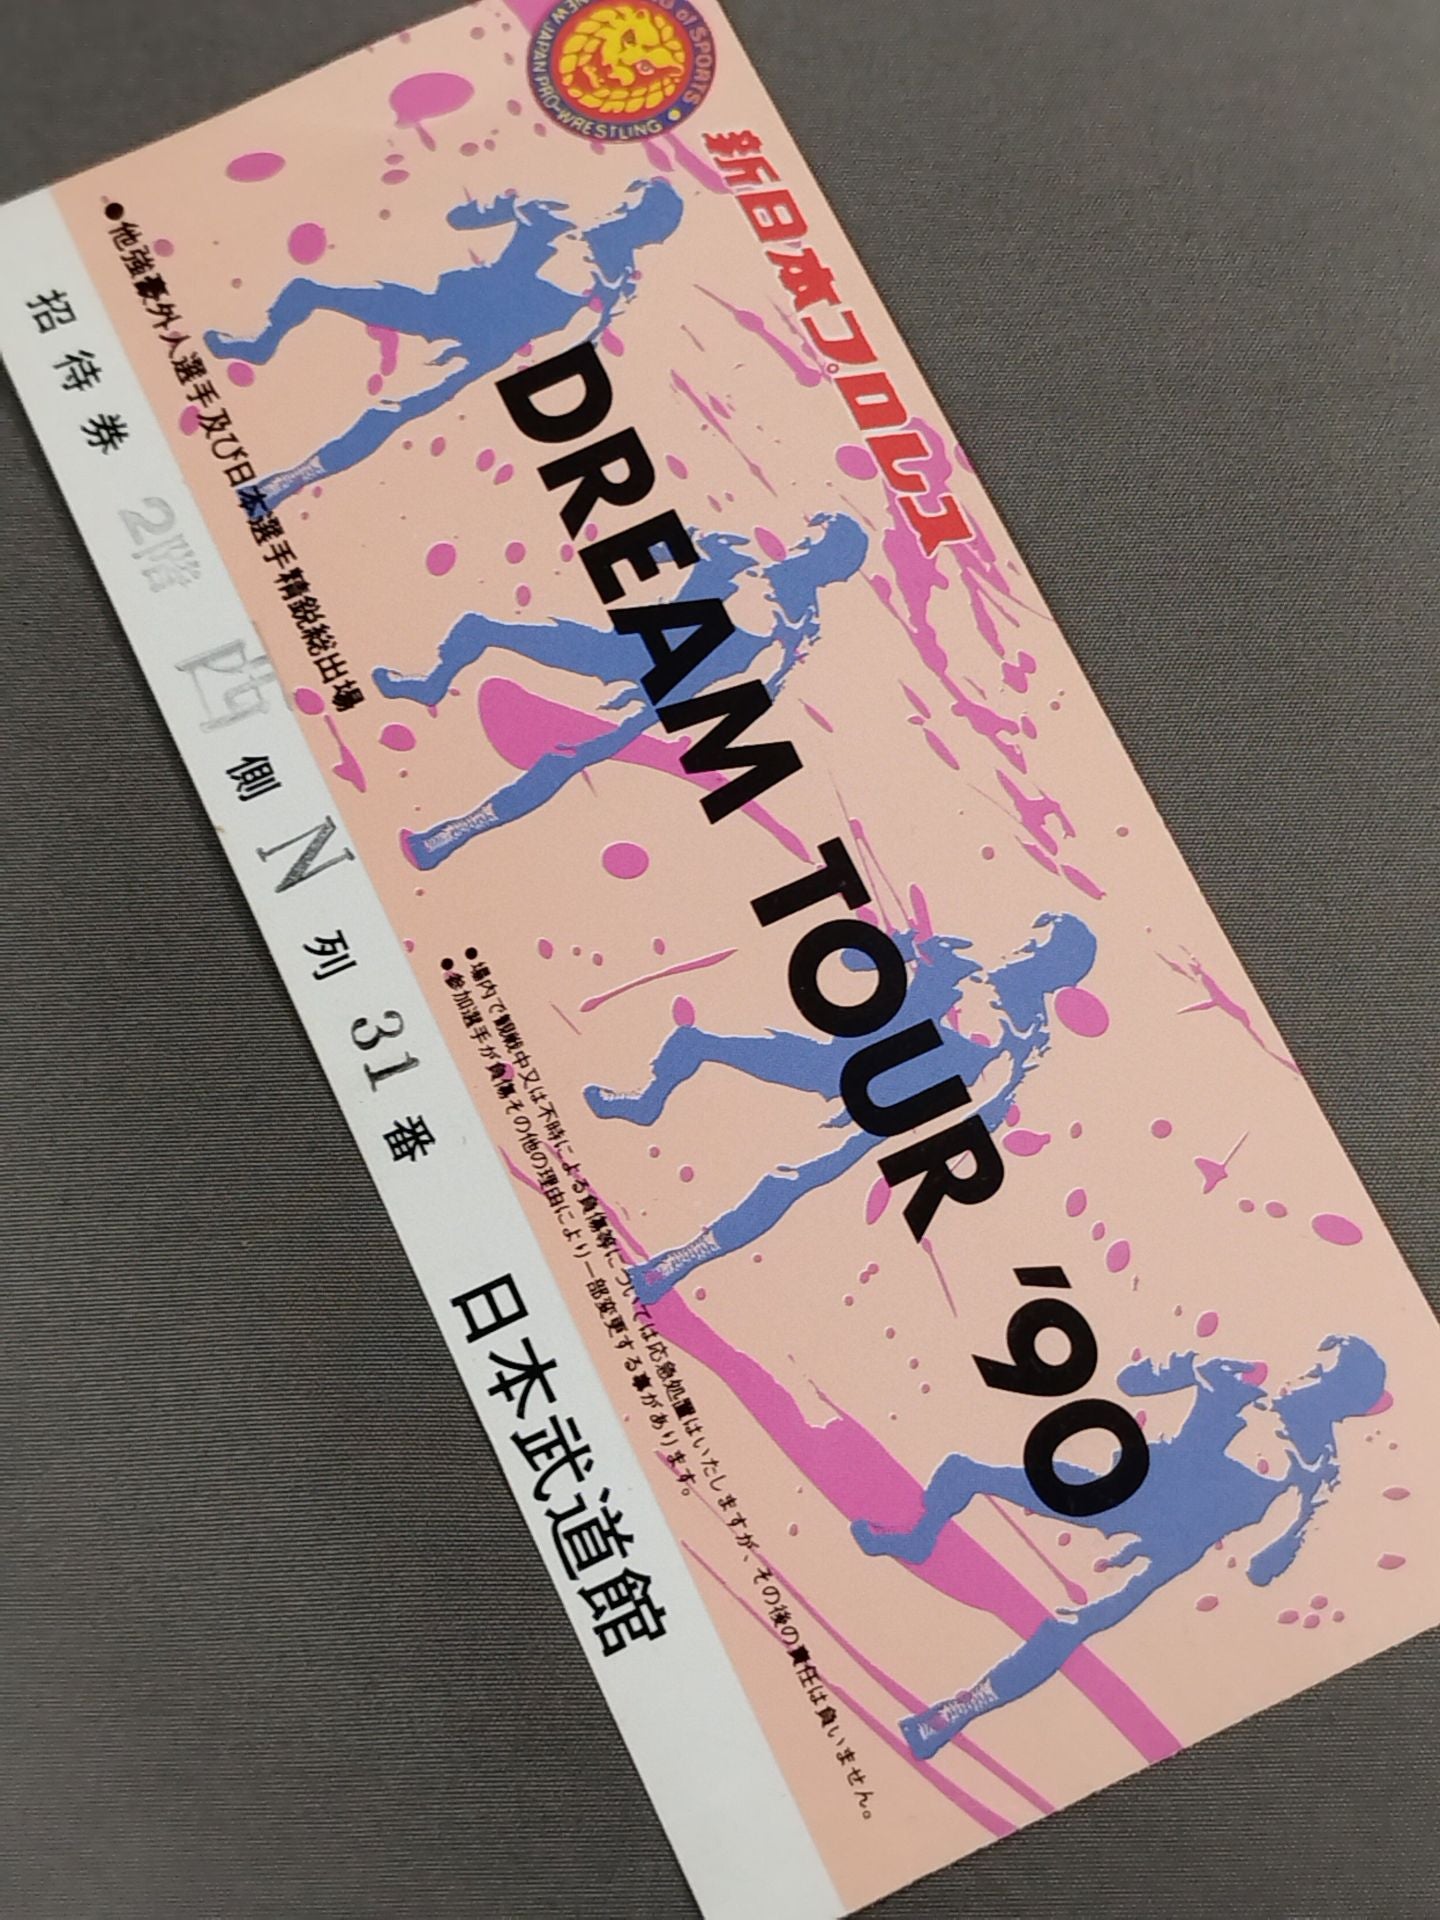 of SPORTS • NEW JAPAN PRO-WRESTLING
新日本プロレス
DREAM TOUR '90
●他強豪外人選手及び日本選手精鋭総出場
●場内で観戦中又は不時による負傷等については応急処置はいたしますが、その後の責任は負いません。
●参加選手が負傷その他の理由により一部変更する事があります。
招待券 2階 西側 N列 31番 日本武道館